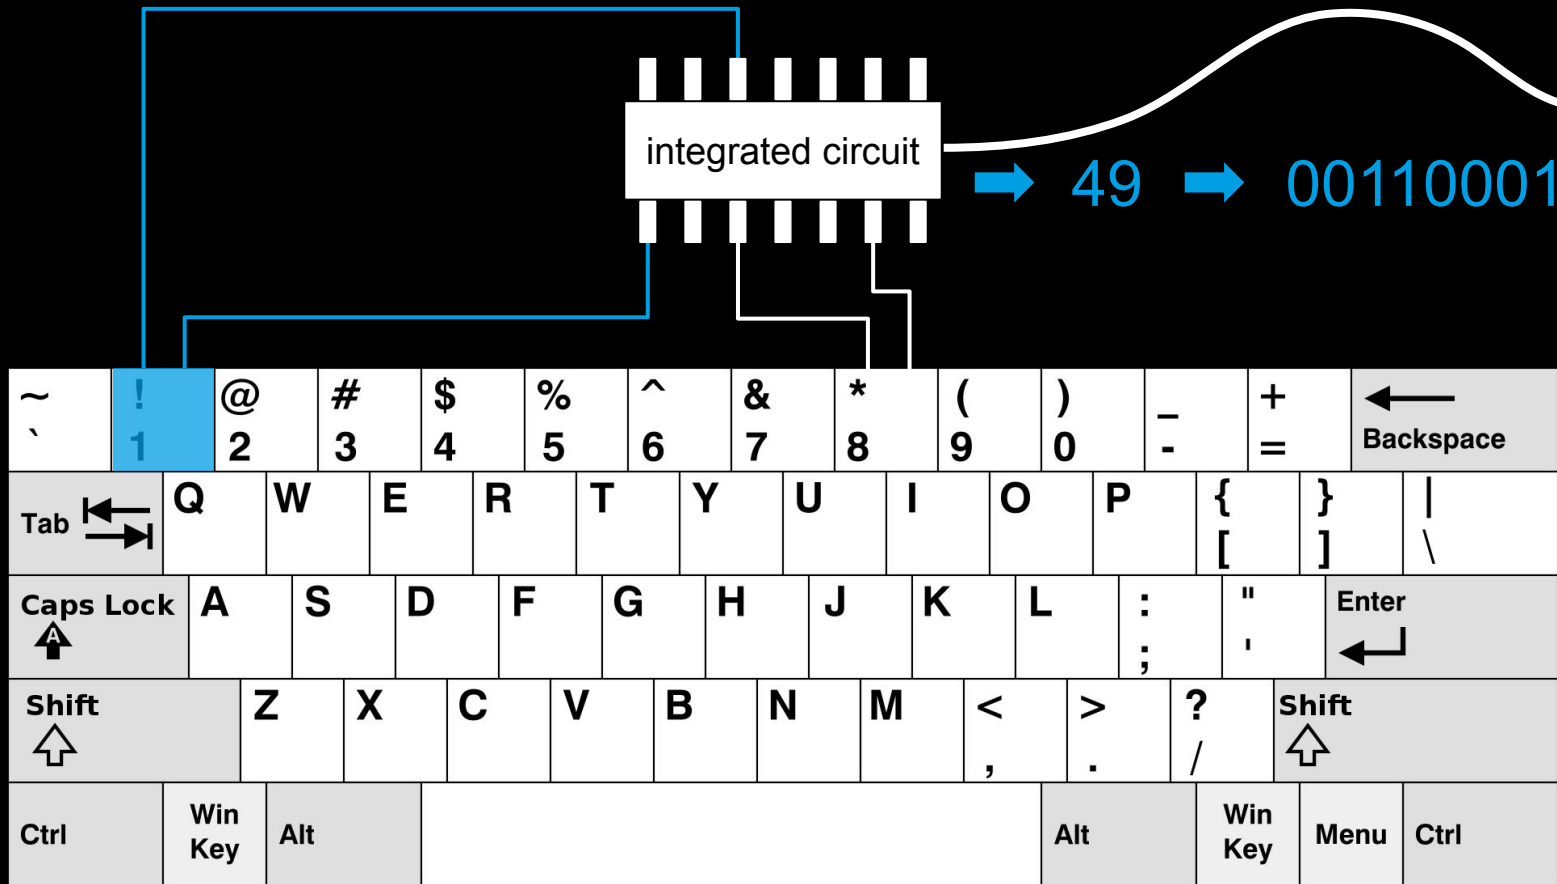 integrated circuit
49 00110001
~ ! @ # $ % ^ & * ( ) _ +
` 1 2 3 4 5 6 7 8 9 0 - = Backspace
Tab Q W E R T Y U I O P { } |
[ ] \
Caps Lock A S D F G H J K L : " Enter
A ; '
Shift Z X C V B N M < > ? Shift
, . /
Ctrl Win Key Alt Alt Win Key Menu Ctrl